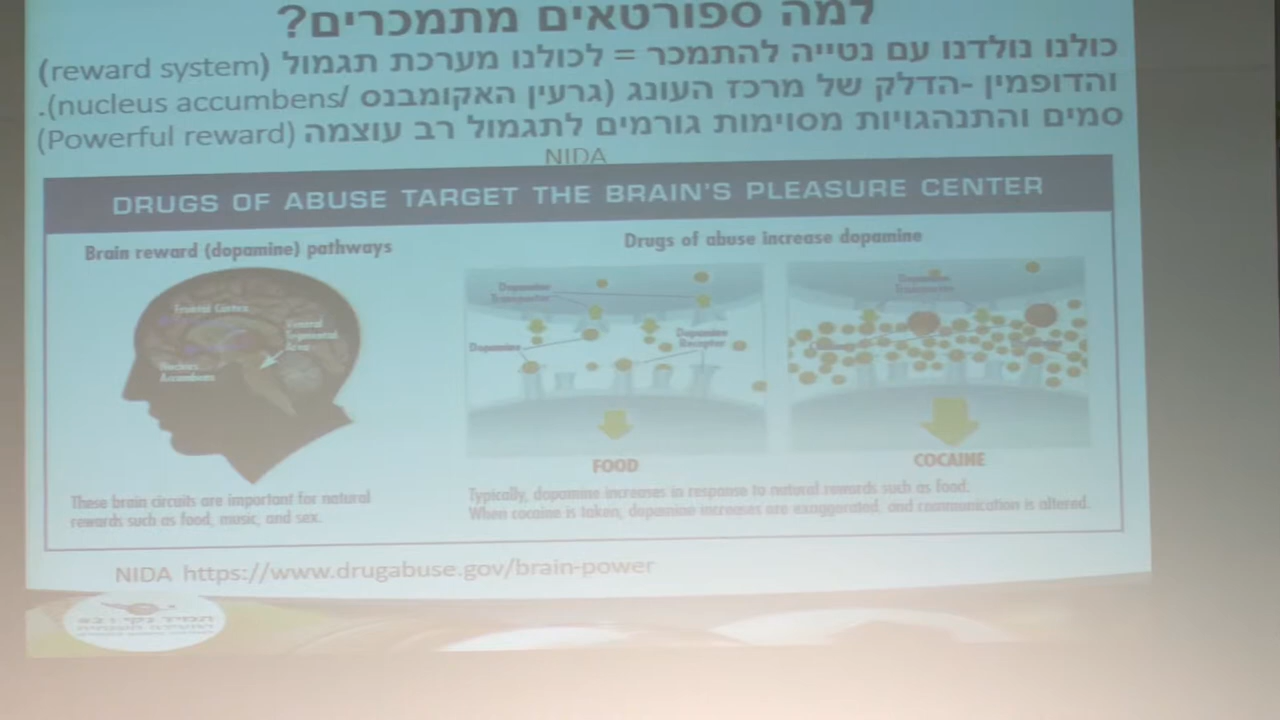 למה ספורטאים מתמכרים?
כולנו נולדנו עם נטייה להתמכר = לכולנו מערכת תגמול (reward system)
והדופמין -הדלק של מרכז העונג (גרעין האקומבנס /nucleus accumbens).
סמים והתנהגויות מסוימות גורמים לתגמול רב עוצמה (Powerful reward)
NIDA
DRUGS OF ABUSE TARGET THE BRAIN'S PLEASURE CENTER
Brain reward (dopamine) pathways
Frontal Cortex
Ventral
Tegmental
Area
Nucleus
Accumbens
These brain circuits are important for natural
rewards such as food, music, and sex.
Drugs of abuse increase dopamine
Dopamine
Transporter
Dopamine
Dopamine
Receptor
FOOD
Dopamine
Transporter
COCAINE
Typically, dopamine increases in response to natural rewards such as food.
When cocaine is taken, dopamine increases are exaggerated, and communication is altered.
NIDA https://www.drugabuse.gov/brain-power